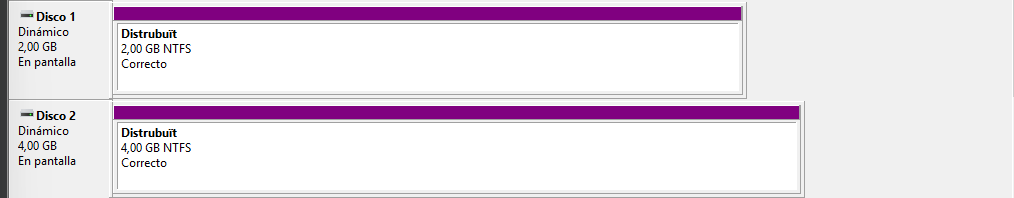 Disco 1
Dinámico
2,00 GB
En pantalla
Distrubuït
2,00 GB NTFS
Correcto
Disco 2
Dinámico
4,00 GB
En pantalla
Distrubuït
4,00 GB NTFS
Correcto